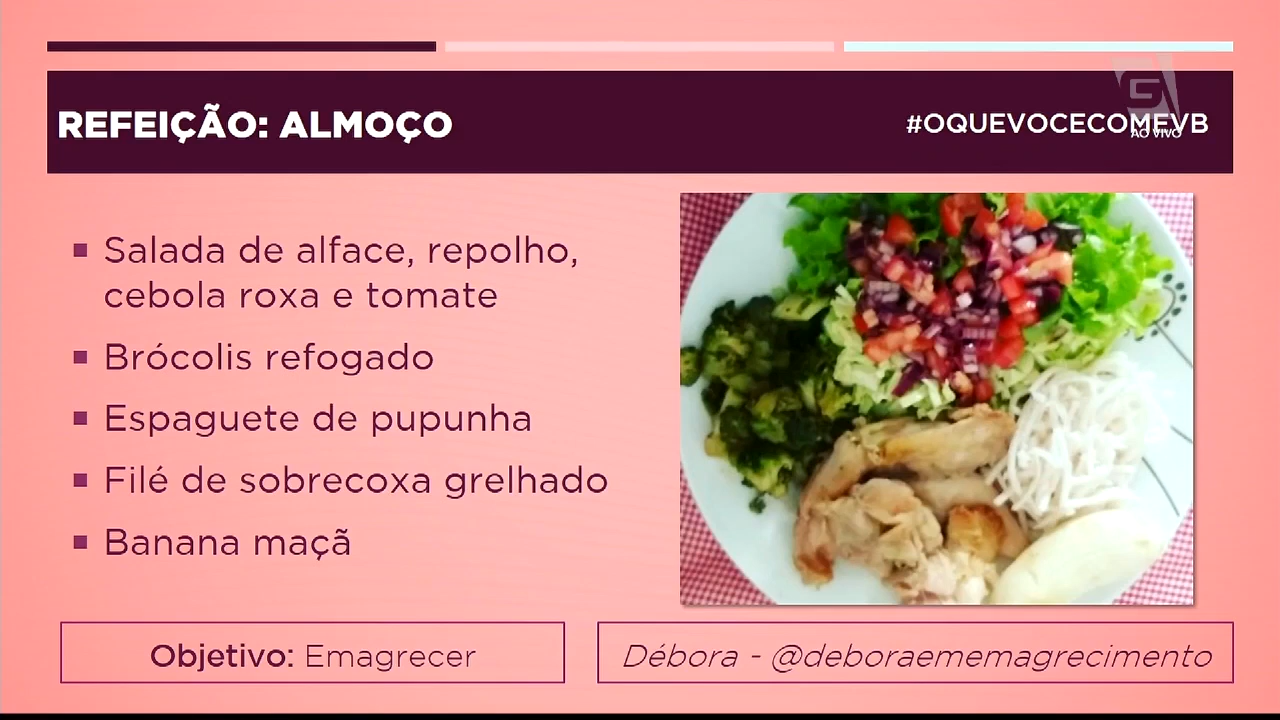 REFEIÇÃO: ALMOÇO
#OQUEVOCECOMEVB
AO VIVO
Salada de alface, repolho,
cebola roxa e tomate
Brócolis refogado
Espaguete de pupunha
Filé de sobrecoxa grelhado
Banana maçã
Objetivo: Emagrecer
Débora - @deboraememagrecimento